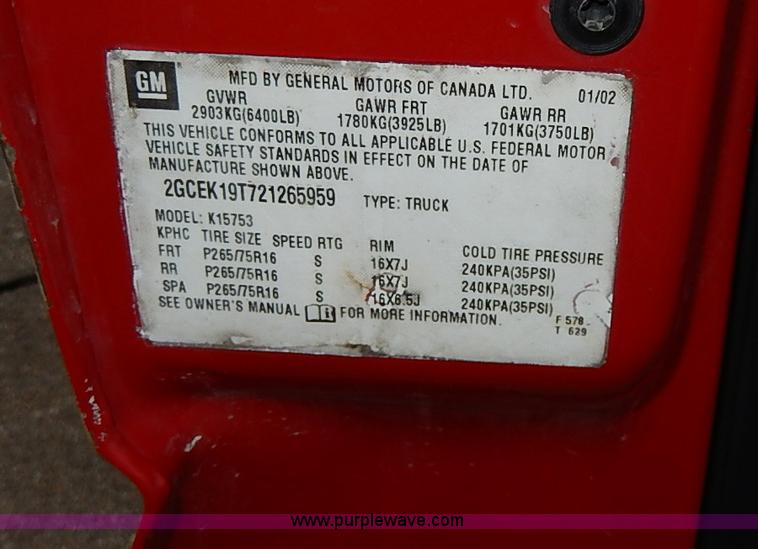 GM
MFD BY GENERAL MOTORS OF CANADA LTD. 01/02
GVWR GAWR FRT GAWR RR
2903KG(6400LB) 1780KG(3925LB) 1701KG(3750LB)
THIS VEHICLE CONFORMS TO ALL APPLICABLE U.S. FEDERAL MOTOR
VEHICLE SAFETY STANDARDS IN EFFECT ON THE DATE OF
MANUFACTURE SHOWN ABOVE.
2GCEK19T721265959 TYPE: TRUCK
MODEL: K15753
KPHC TIRE SIZE SPEED RTG RIM COLD TIRE PRESSURE
FRT P265/75R16 S 16X7J 240KPA(35PSI)
RR P265/75R16 S 16X7J 240KPA(35PSI)
SPA P265/75R16 S 16X6.5J 240KPA(35PSI)
SEE OWNER'S MANUAL FOR MORE INFORMATION.
F 578
T 629
www.purplewave.com